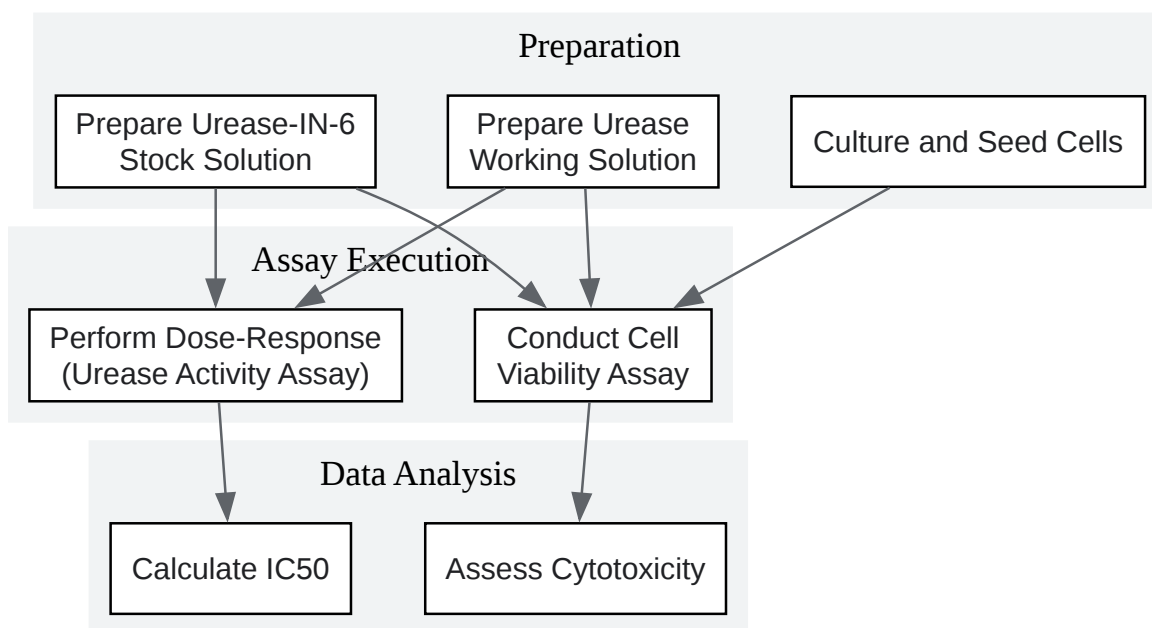 Preparation
Prepare Urease-IN-6
Stock Solution
Prepare Urease
Working Solution
Culture and Seed Cells
Assay Execution
Perform Dose-Response
(Urease Activity Assay)
Conduct Cell
Viability Assay
Data Analysis
Calculate IC50
Assess Cytotoxicity